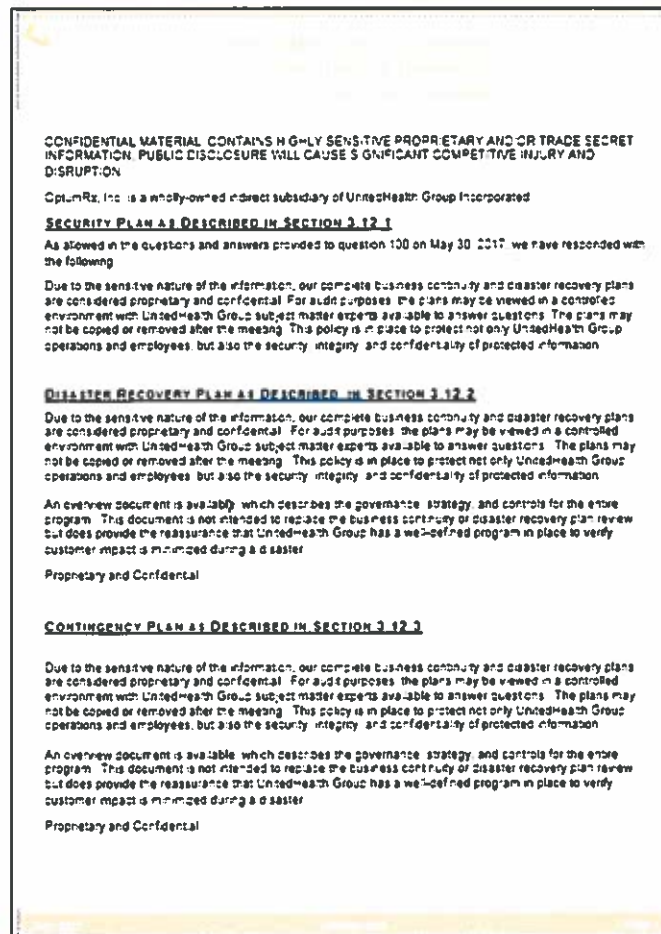 CONFIDENTIAL MATERIAL CONTAINS HIGHLY SENSITIVE PROPRIETARY AND OR TRADE SECRET
INFORMATION. PUBLIC DISCLOSURE WILL CAUSE SIGNIFICANT COMPETITIVE INJURY AND
DISRUPTION
OptumRx, Inc. is a wholly-owned indirect subsidiary of UnitedHealth Group Incorporated
SECURITY PLAN AS DESCRIBED IN SECTION 3.12.1
As allowed in the questions and answers provided to question 100 on May 30, 2017, we have responded with
the following
Due to the sensitive nature of the information, our complete business continuity and disaster recovery plans
are considered proprietary and confidential. For audit purposes, the plans may be viewed in a controlled
environment with UnitedHealth Group subject matter experts available to answer questions. The plans may
not be copied or removed after the meeting. This policy is in place to protect not only UnitedHealth Group
operations and employees, but also the security, integrity, and confidentiality of protected information
DISASTER RECOVERY PLAN AS DESCRIBED IN SECTION 3.12.2
Due to the sensitive nature of the information, our complete business continuity and disaster recovery plans
are considered proprietary and confidential. For audit purposes, the plans may be viewed in a controlled
environment with UnitedHealth Group subject matter experts available to answer questions. The plans may
not be copied or removed after the meeting. This policy is in place to protect not only UnitedHealth Group
operations and employees, but also the security, integrity, and confidentiality of protected information
An overview document is available, which describes the governance, strategy, and controls for the entire
program. This document is not intended to replace the business continuity or disaster recovery plan review
but does provide the reassurance that UnitedHealth Group has a well-defined program in place to verify
customer impact is minimized during a disaster
Proprietary and Confidential
CONTINGENCY PLAN AS DESCRIBED IN SECTION 3.12.3
Due to the sensitive nature of the information, our complete business continuity and disaster recovery plans
are considered proprietary and confidential. For audit purposes, the plans may be viewed in a controlled
environment with UnitedHealth Group subject matter experts available to answer questions. The plans may
not be copied or removed after the meeting. This policy is in place to protect not only UnitedHealth Group
operations and employees, but also the security, integrity, and confidentiality of protected information
An overview document is available, which describes the governance, strategy, and controls for the entire
program. This document is not intended to replace the business continuity or disaster recovery plan review
but does provide the reassurance that UnitedHealth Group has a well-defined program in place to verify
customer impact is minimized during a disaster
Proprietary and Confidential